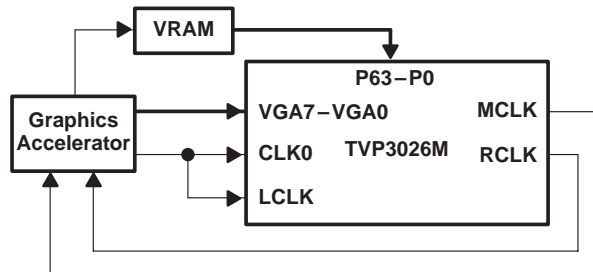 VRAM
P63–P0
Graphics
Accelerator
VGA7–VGA0
MCLK
CLK0
TVP3026M
RCLK
LCLK